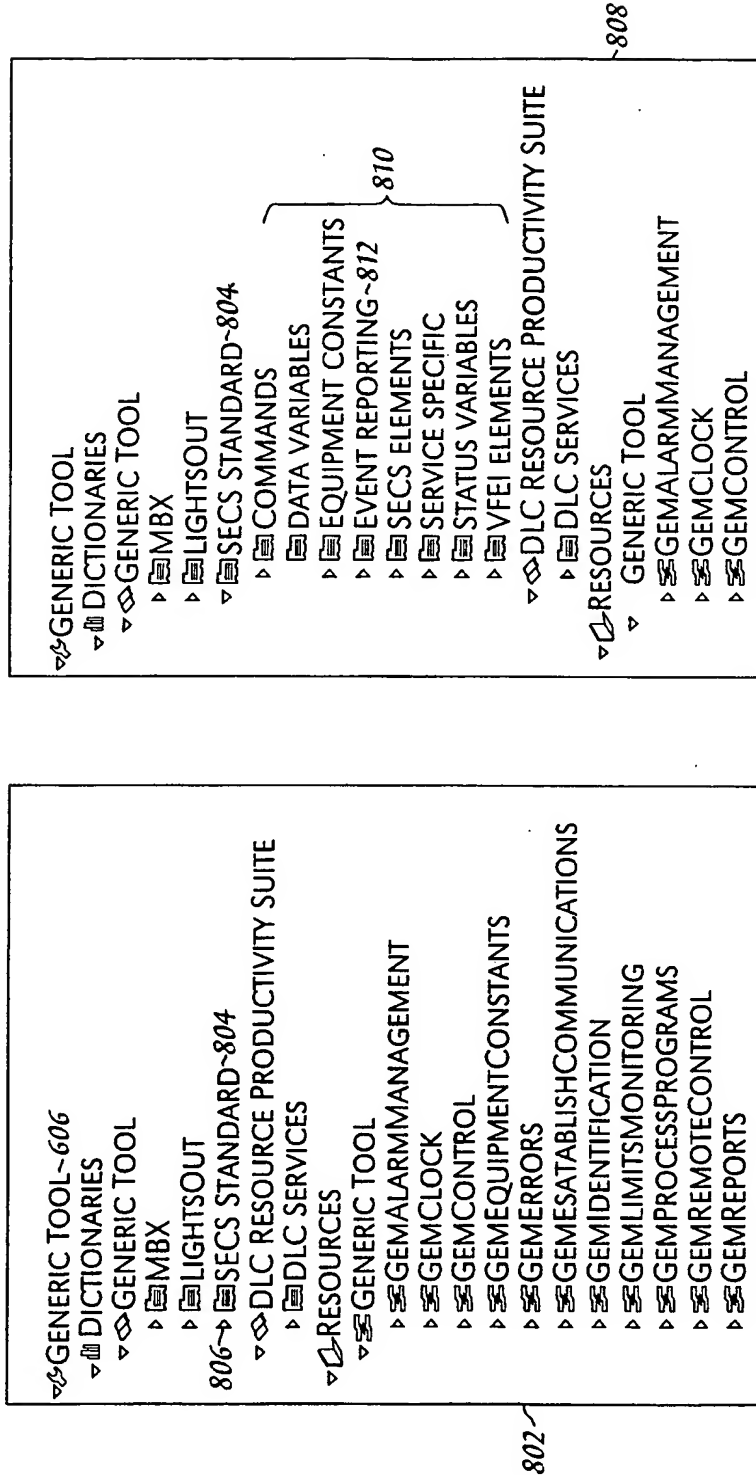 GENERIC TOOL~606
DICTIONARIES
GENERIC TOOL
MBX
LIGHTSOUT
806 SECS STANDARD~804
DLC RESOURCE PRODUCTIVITY SUITE
DLC SERVICES
RESOURCES
GENERIC TOOL
GEMALARMMANAGEMENT
GEMCLOCK
GEMCONTROL
GEMEQUIPMENTCONSTANTS
GEMERRORS
GEMESATABLISHCOMMUNICATIONS
GEMIDENTIFICATION
GEMLIMITSMONITORING
GEMPROCESSPROGRAMS
GEMREMOTECONTROL
GEMREPORTS
802
GENERIC TOOL
DICTIONARIES
GENERIC TOOL
MBX
LIGHTSOUT
SECS STANDARD~804
COMMANDS
DATA VARIABLES
EQUIPMENT CONSTANTS
EVENT REPORTING~812
SECS ELEMENTS
SERVICE SPECIFIC
STATUS VARIABLES
VFEI ELEMENTS
810
DLC RESOURCE PRODUCTIVITY SUITE
DLC SERVICES
RESOURCES
GENERIC TOOL
GEMALARMMANAGEMENT
GEMCLOCK
GEMCONTROL
808